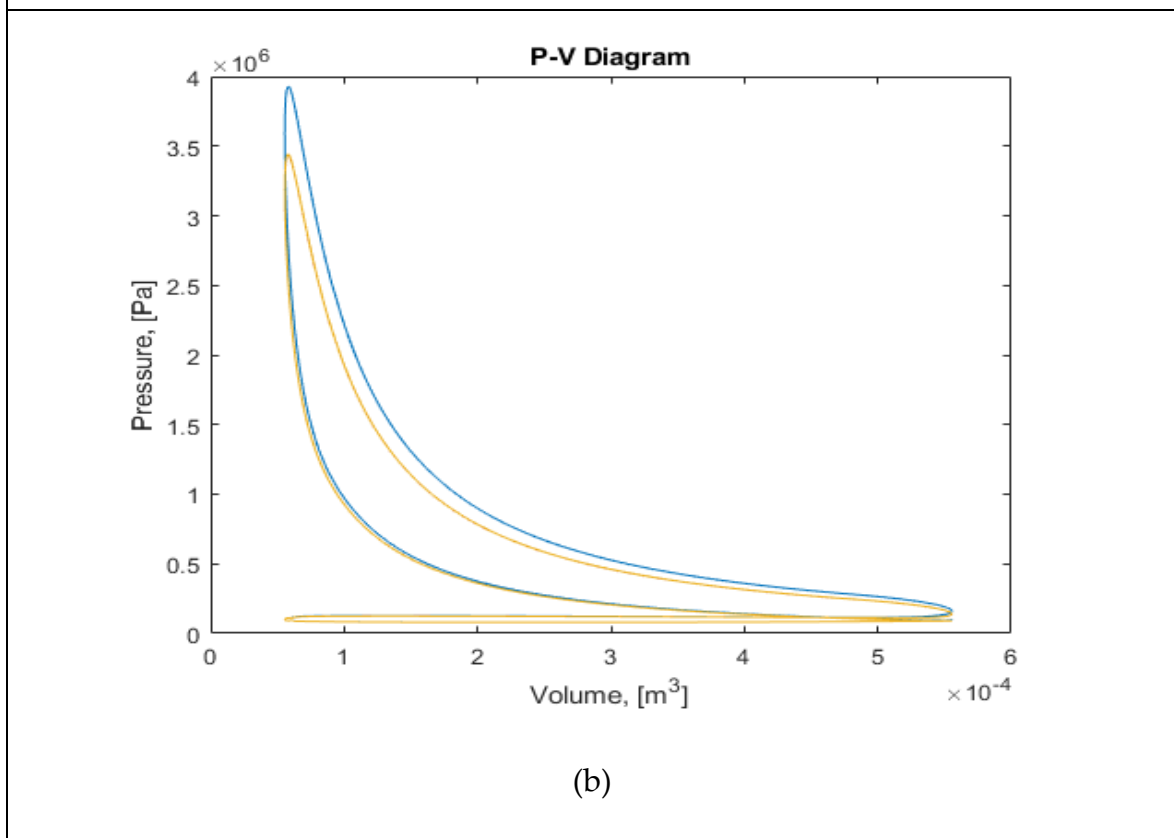 P-V Diagram
×10⁶
4
3.5
3
2.5
2
1.5
1
0.5
0
Pressure, [Pa]
0 1 2 3 4 5 6
Volume, [m³]
×10⁻⁴
(b)